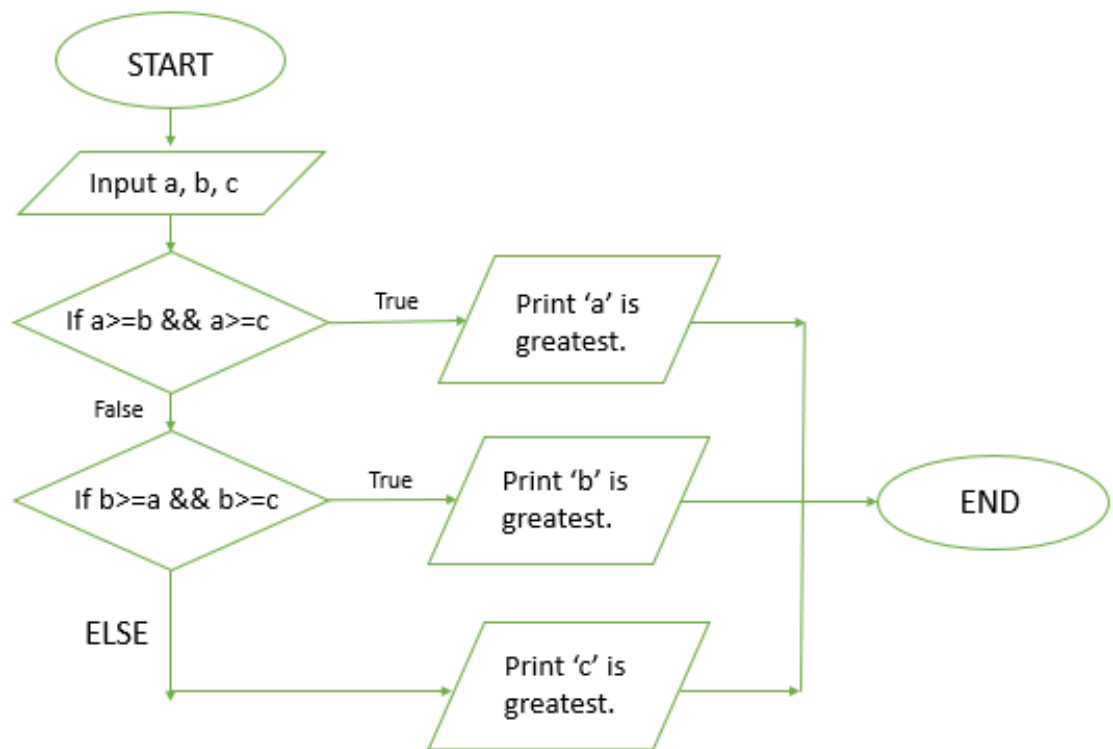 START
Input a, b, c
If a>=b && a>=c
True
Print ‘a’ is
greatest.
False
If b>=a && b>=c
True
Print ‘b’ is
greatest.
END
ELSE
Print ‘c’ is
greatest.